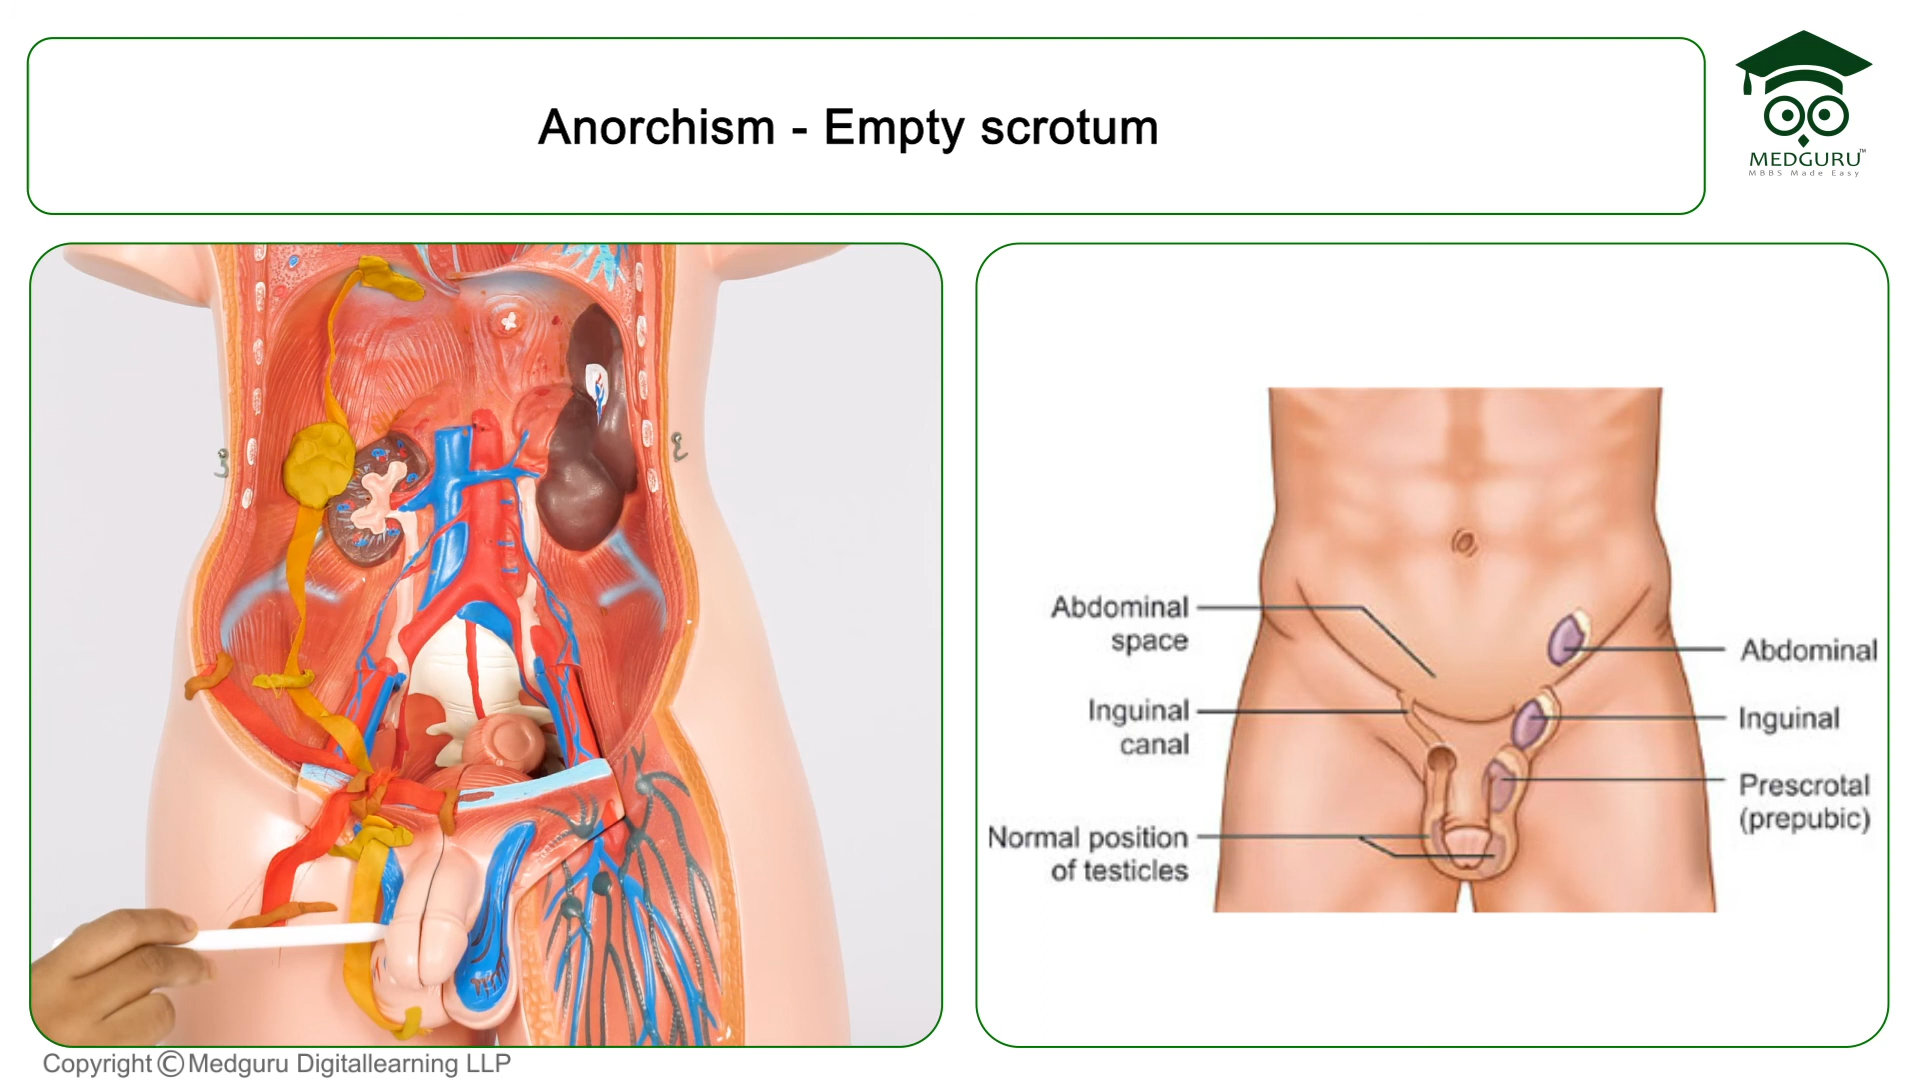 Anorchism - Empty scrotum
MEDGURU™
MBBS Made Easy
Abdominal
space
Inguinal
canal
Normal position
of testicles
Abdominal
Inguinal
Prescrotal
(prepubic)
Copyright © Medguru Digitallearning LLP